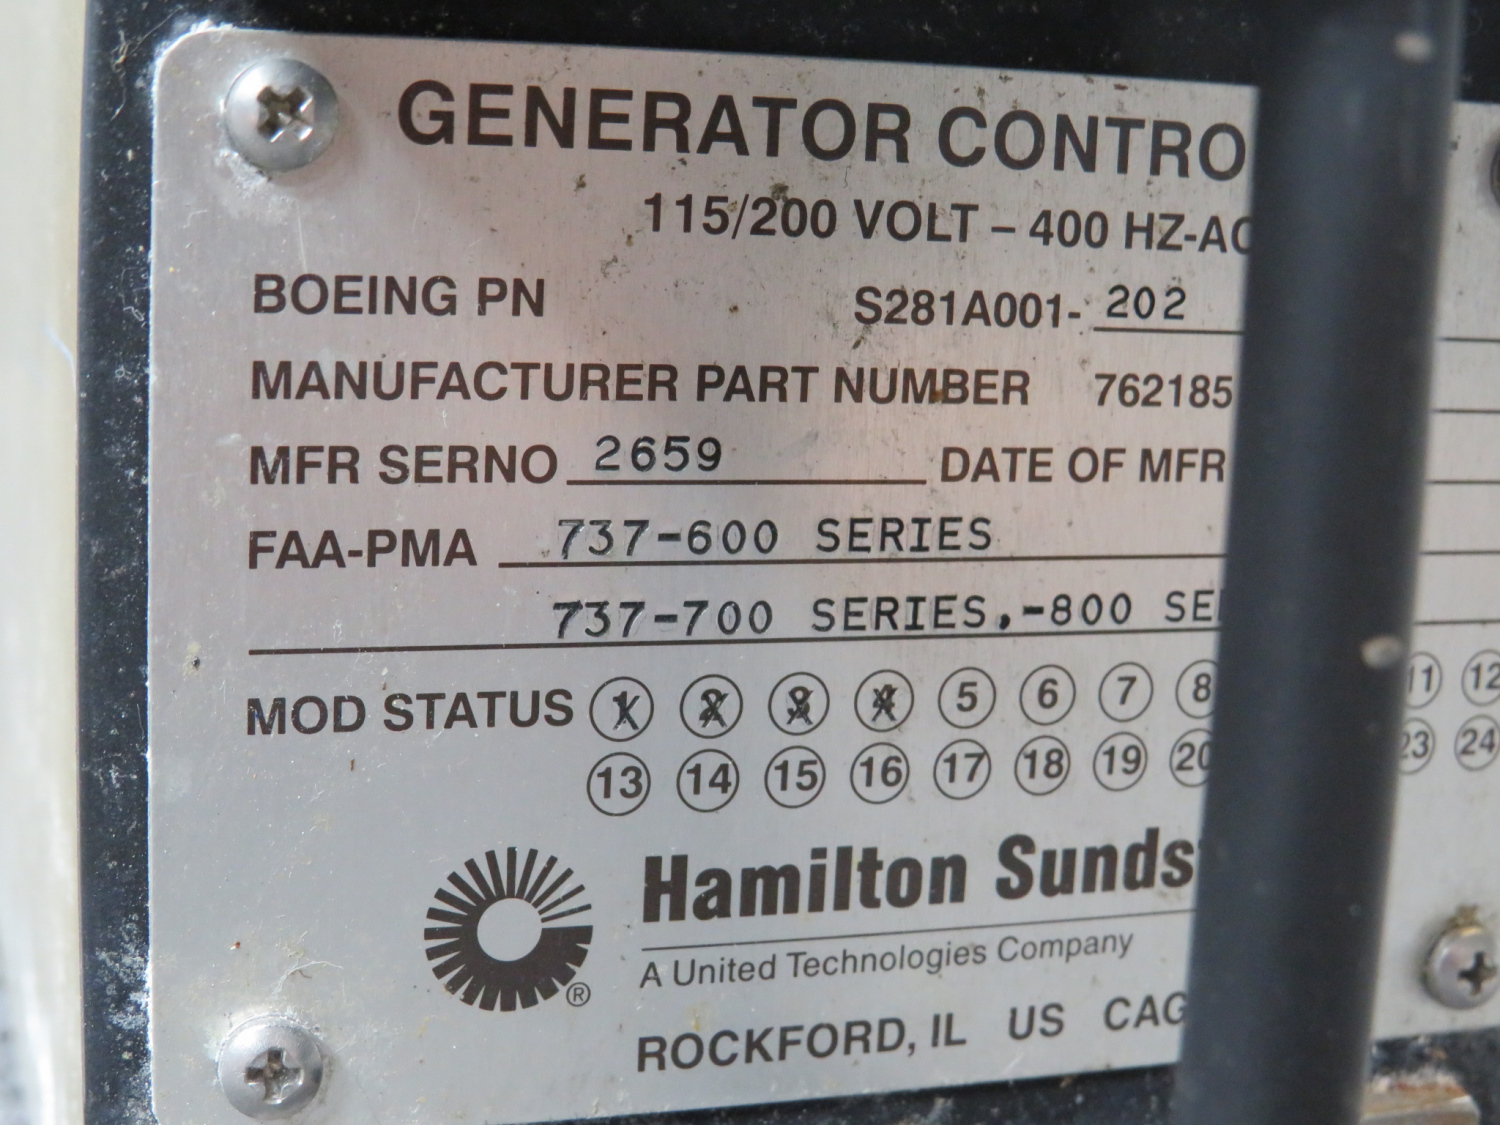 GENERATOR CONTRO
115/200 VOLT – 400 HZ-AC
BOEING PN S281A001- 202
MANUFACTURER PART NUMBER 762185
MFR SERNO 2659 DATE OF MFR
FAA-PMA 737-600 SERIES
737-700 SERIES,-800 SE
MOD STATUS 1 2 3 4 5 6 7 8 11 12
13 14 15 16 17 18 19 20 23 24
Hamilton Sunds
®
A United Technologies Company
ROCKFORD, IL US CAG